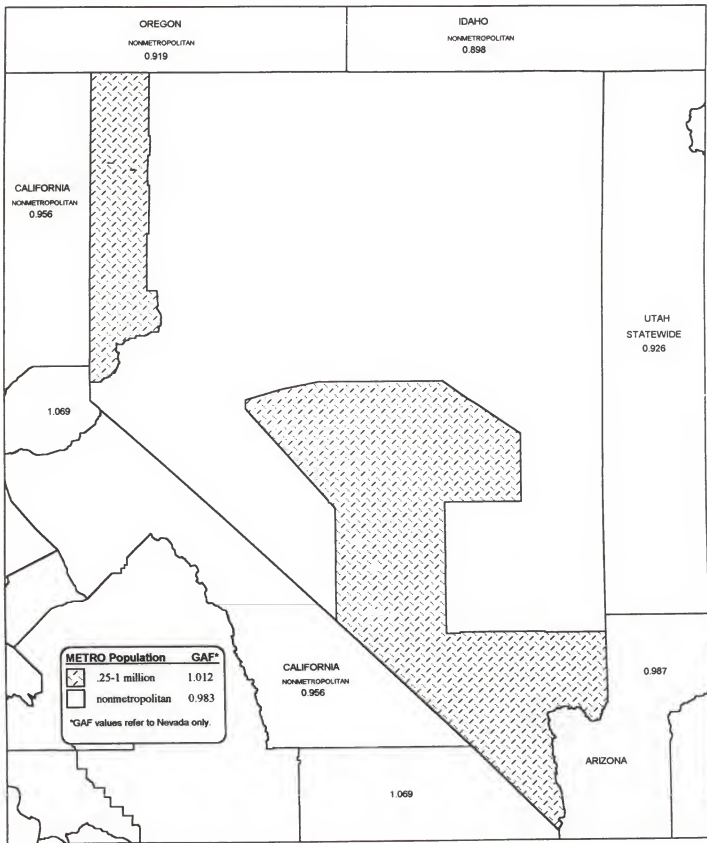 OREGON
NONMETROPOLITAN
0.919
IDAHO
NONMETROPOLITAN
0.898
CALIFORNIA
NONMETROPOLITAN
0.956
UTAH
STATEWIDE
0.926
1.069
METRO Population GAF*
.25-1 million 1.012
nonmetropolitan 0.983
*GAF values refer to Nevada only.
CALIFORNIA
NONMETROPOLITAN
0.956
0.987
ARIZONA
1.069